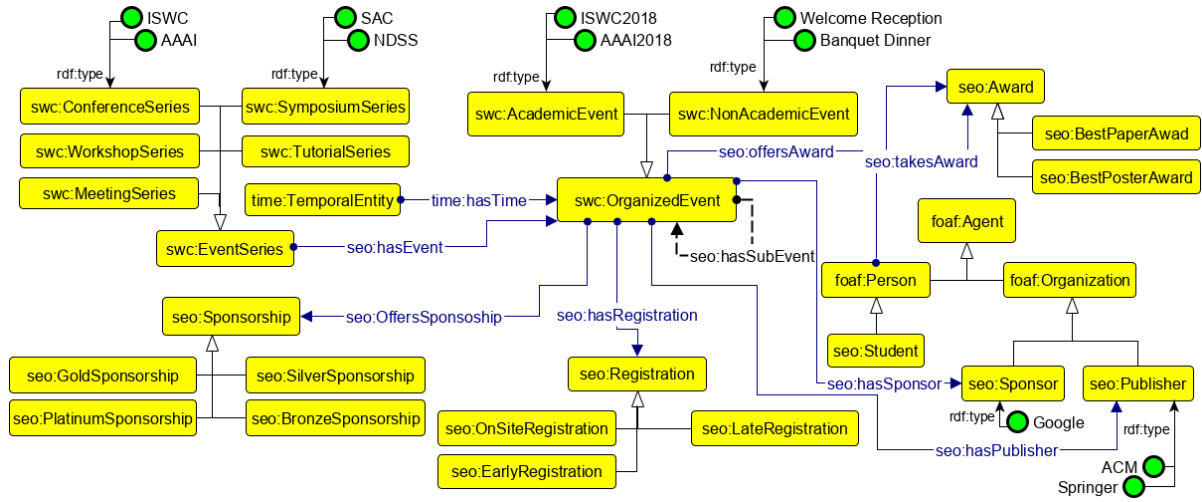 ISWC
AAAI
SAC
NDSS
ISWC2018
AAAI2018
Welcome Reception
Banquet Dinner
rdf:type
rdf:type
rdf:type
rdf:type
swc:ConferenceSeries
swc:SymposiumSeries
swc:AcademicEvent
swc:NonAcademicEvent
seo:Award
seo:BestPaperAwad
seo:BestPosterAward
swc:WorkshopSeries
swc:TutorialSeries
seo:offersAward
seo:takesAward
swc:MeetingSeries
time:TemporalEntity
time:hasTime
swc:OrganizedEvent
foaf:Agent
swc:EventSeries
seo:hasEvent
seo:hasSubEvent
foaf:Person
foaf:Organization
seo:Sponsorship
seo:OffersSponsoship
seo:hasRegistration
seo:Student
seo:GoldSponsorship
seo:SilverSponsorship
seo:Registration
seo:hasSponsor
seo:Sponsor
seo:Publisher
seo:PlatinumSponsorship
seo:BronzeSponsorship
rdf:type
Google
rdf:type
seo:OnSiteRegistration
seo:LateRegistration
seo:hasPublisher
seo:EarlyRegistration
ACM
Springer